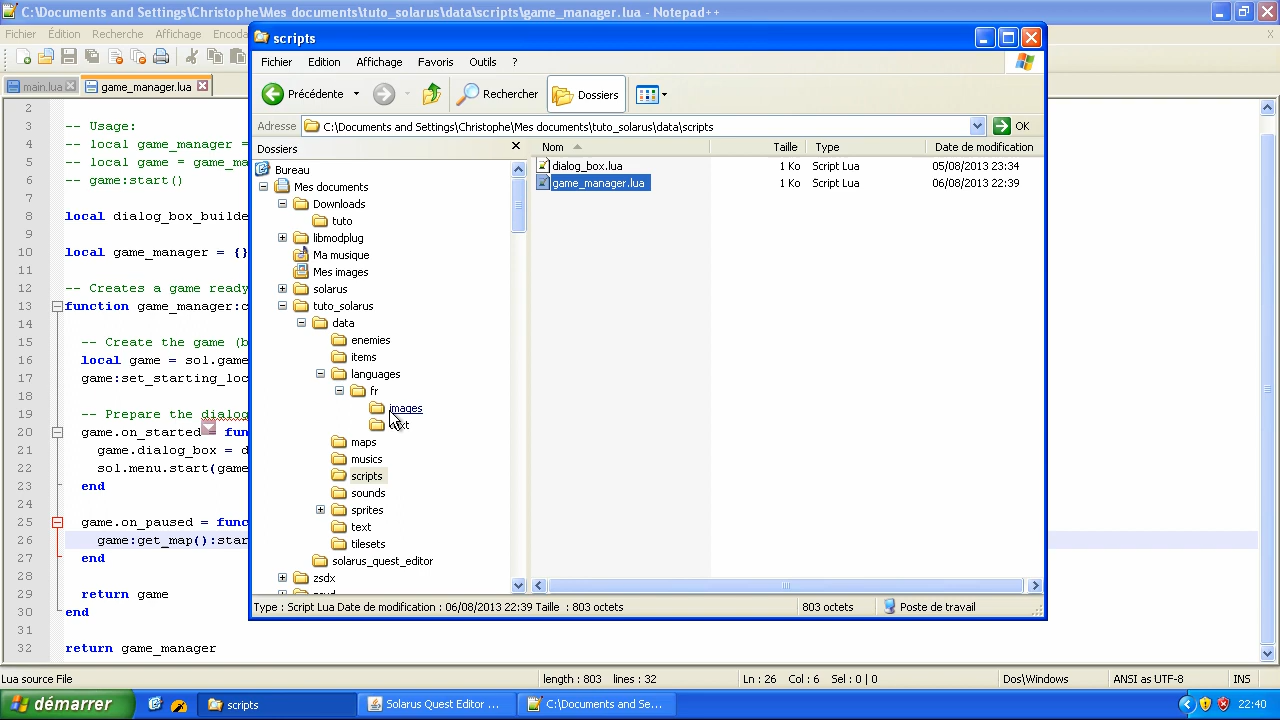 C:\Documents and Settings\Christophe\Mes documents\tuto_solarus\data\scripts\game_manager.lua - Notepad++
Fichier Édition Recherche Affichage Encoda
X
main.lua game_manager.lua
2
3 -- Usage:
4 -- local game_manager =
5 -- local game = game_ma
6 -- game:start()
7
8 local dialog_box_builde
9
10 local game_manager = {}
11
12 -- Creates a game ready
13 function game_manager:c
14
15 -- Create the game (b
16 local game = sol.game
17 game:set_starting_loc
18
19 -- Prepare the dialog
20 game.on_started = fun
21 game.dialog_box = d
22 sol.menu.start(game
23 end
24
25 game.on_paused = func
26 game:get_map():star
27 end
28
29 return game
30 end
31
32 return game_manager
scripts
Fichier Affichage Favoris Outils ?
Précédente Rechercher Dossiers
Adresse C:\Documents and Settings\Christophe\Mes documents\tuto_solarus\data\scripts OK
Dossiers
Bureau
Mes documents
Downloads
tuto
libmodplug
Ma musique
Mes images
solarus
tuto_solarus
data
enemies
items
languages
fr
images
text
maps
musics
scripts
sounds
sprites
text
tilesets
solarus_quest_editor
zsdx
Nom Taille Type Date de modification
dialog_box.lua 1 Ko Script Lua 05/08/2013 23:34
game_manager.lua 1 Ko Script Lua 06/08/2013 22:39
Type : Script Lua Date de modification : 06/08/2013 22:39 Taille : 803 octets 803 octets Poste de travail
Lua source File length : 803 lines : 32 Ln : 26 Col : 6 Sel : 0 | 0 Dos\Windows ANSI as UTF-8 INS
démarrer scripts Solarus Quest Editor ... C:\Documents and Se... 22:40